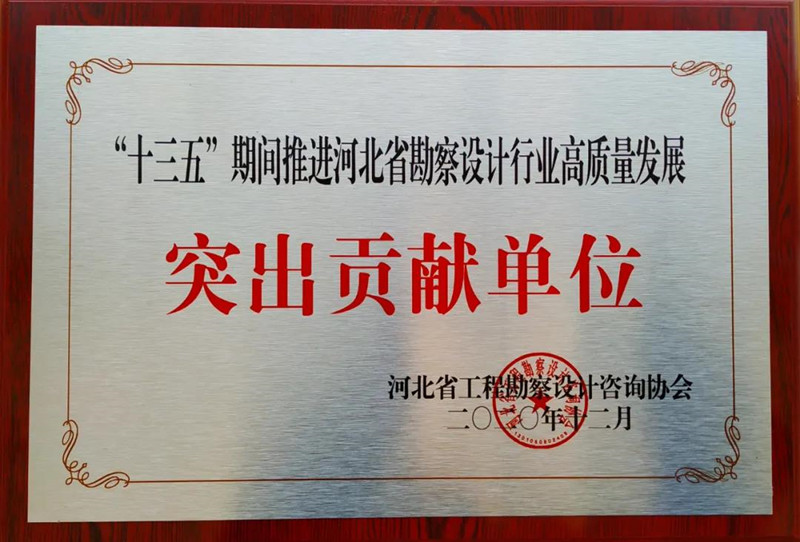 “十三五”期间推进河北省勘察设计行业高质量发展
突出贡献单位
河北省工程勘察设计咨询协会
二〇二〇年十二月